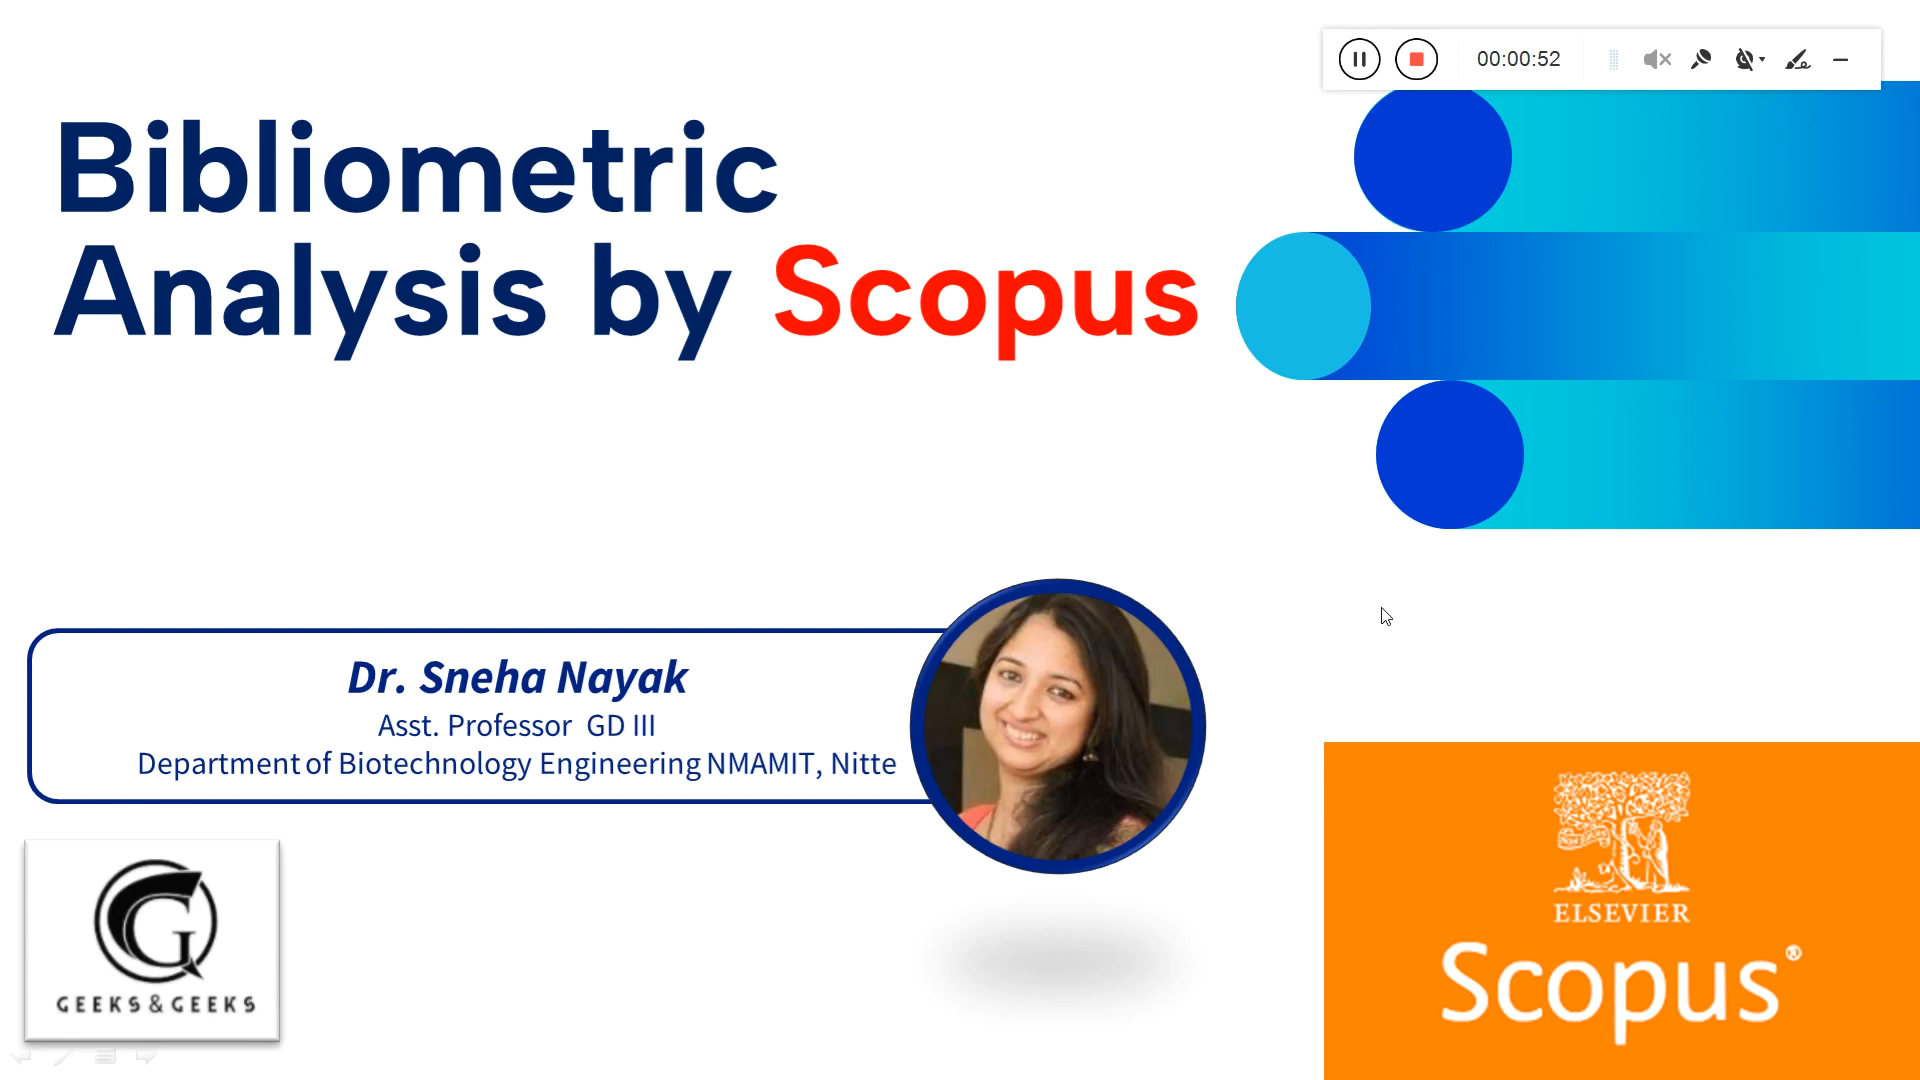 00:00:52
Bibliometric
Analysis by Scopus
Dr. Sneha Nayak
Asst. Professor GD III
Department of Biotechnology Engineering NMAMIT, Nitte
GEEKS & GEEKS
ELSEVIER
Scopus®